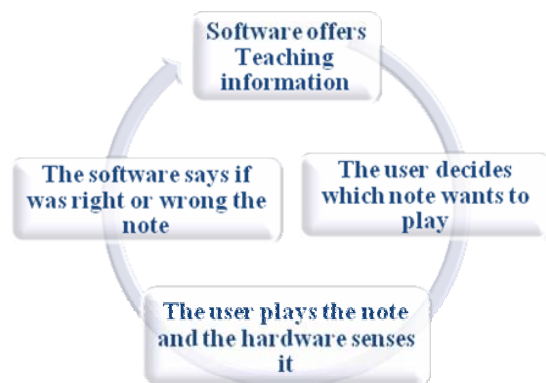 Software offers
Teaching
information
The user decides
which note wants to
play
The user plays the note
and the hardware senses
it
The software says if
was right or wrong the
note